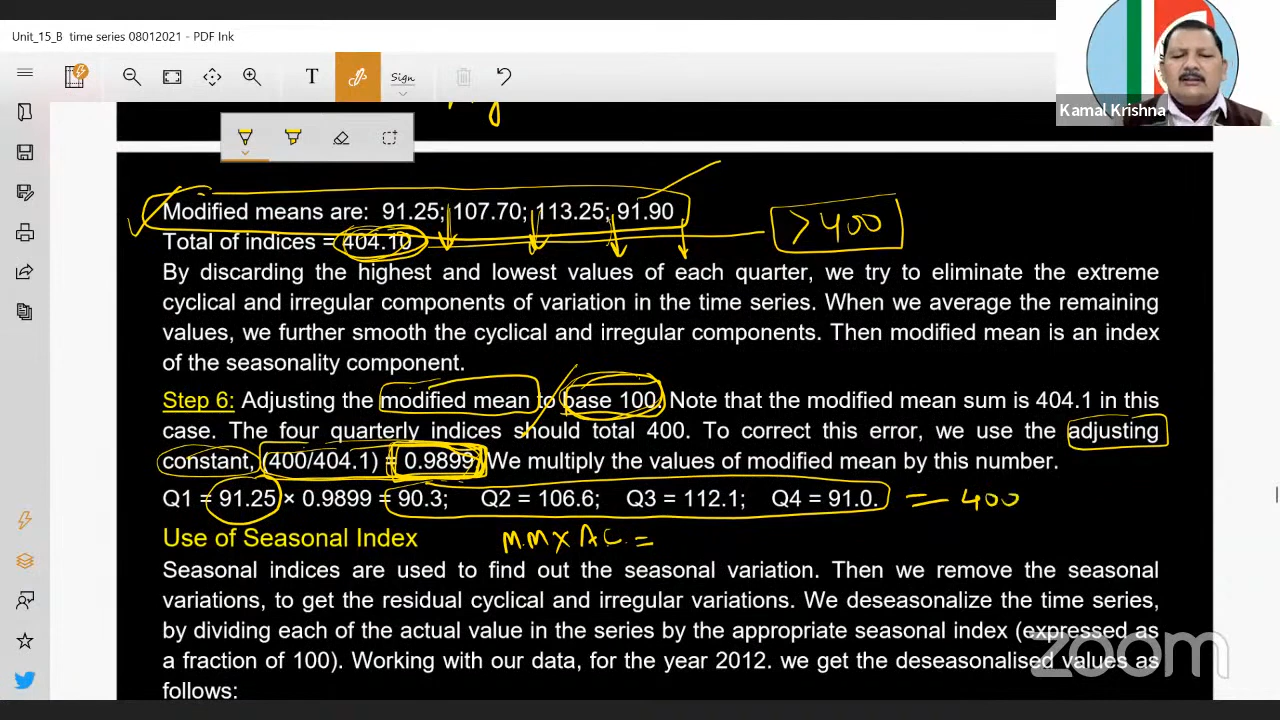 Unit_15_B time series 08012021 - PDF Ink
T
Sign
Kamal Krishna
Modified means are: 91.25; 107.70; 113.25; 91.90
> 400
Total of indices = 404.10
By discarding the highest and lowest values of each quarter, we try to eliminate the extreme
cyclical and irregular components of variation in the time series. When we average the remaining
values, we further smooth the cyclical and irregular components. Then modified mean is an index
of the seasonality component.
Step 6: Adjusting the modified mean to base 100. Note that the modified mean sum is 404.1 in this
case. The four quarterly indices should total 400. To correct this error, we use the adjusting
constant, (400/404.1) = 0.9899. We multiply the values of modified mean by this number.
Q1 = 91.25 × 0.9899 = 90.3; Q2 = 106.6; Q3 = 112.1; Q4 = 91.0. = 400
Use of Seasonal Index M.M X A C =
Seasonal indices are used to find out the seasonal variation. Then we remove the seasonal
variations, to get the residual cyclical and irregular variations. We deseasonalize the time series,
by dividing each of the actual value in the series by the appropriate seasonal index (expressed as
a fraction of 100). Working with our data, for the year 2012. we get the deseasonalised values as
follows:
zoom